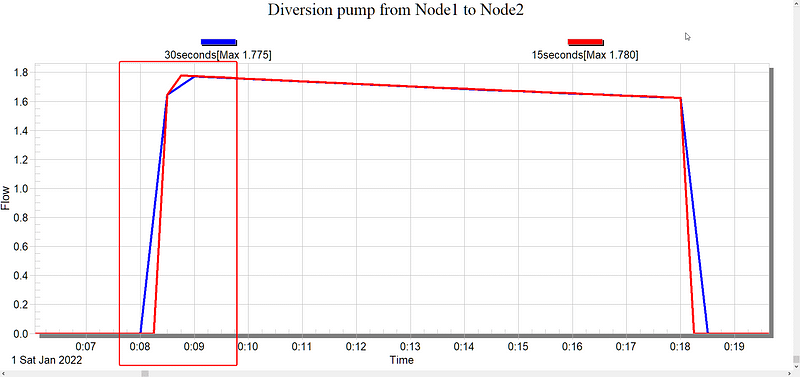 Diversion pump from Node1 to Node2
30seconds[Max 1.775] 15seconds[Max 1.780]
1.8
1.6
1.4
1.2
1.0
0.8
0.6
0.4
0.2
0.0
Flow
0:07 0:08 0:09 0:10 0:11 0:12 0:13 0:14 0:15 0:16 0:17 0:18 0:19
1 Sat Jan 2022 Time